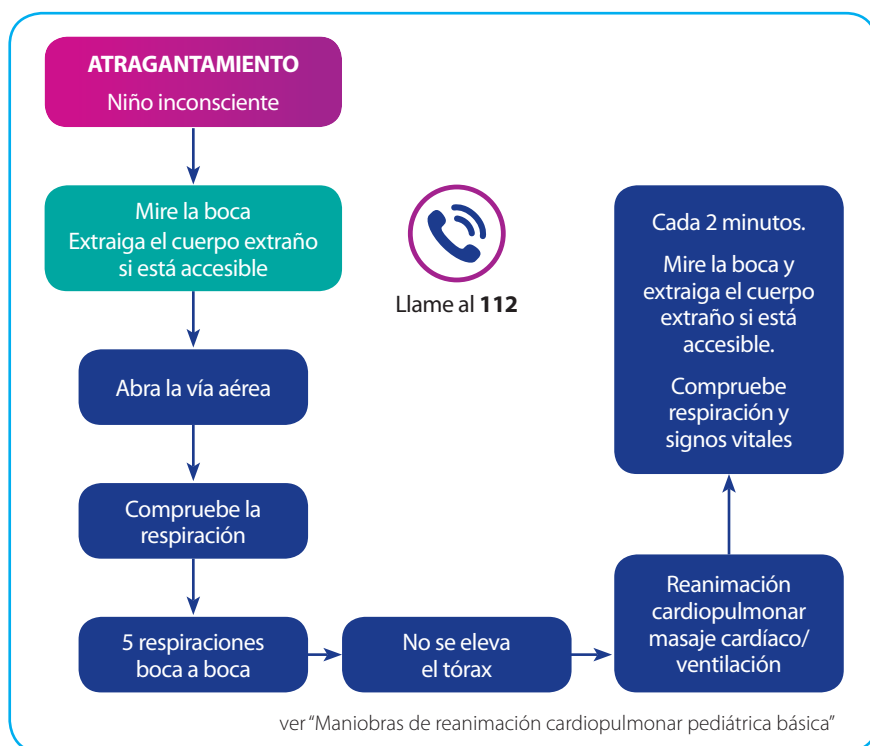 ATRAGANTAMIENTO
Niño inconsciente
Mire la boca
Extraiga el cuerpo extraño
si está accesible
Llame al 112
Abra la vía aérea
Compruebe la
respiración
5 respiraciones
boca a boca
No se eleva
el tórax
Reanimación
cardiopulmonar
masaje cardíaco/
ventilación
Cada 2 minutos.
Mire la boca y
extraiga el cuerpo
extraño si está
accesible.
Compruebe
respiración y
signos vitales
ver “Maniobras de reanimación cardiopulmonar pediátrica básica”